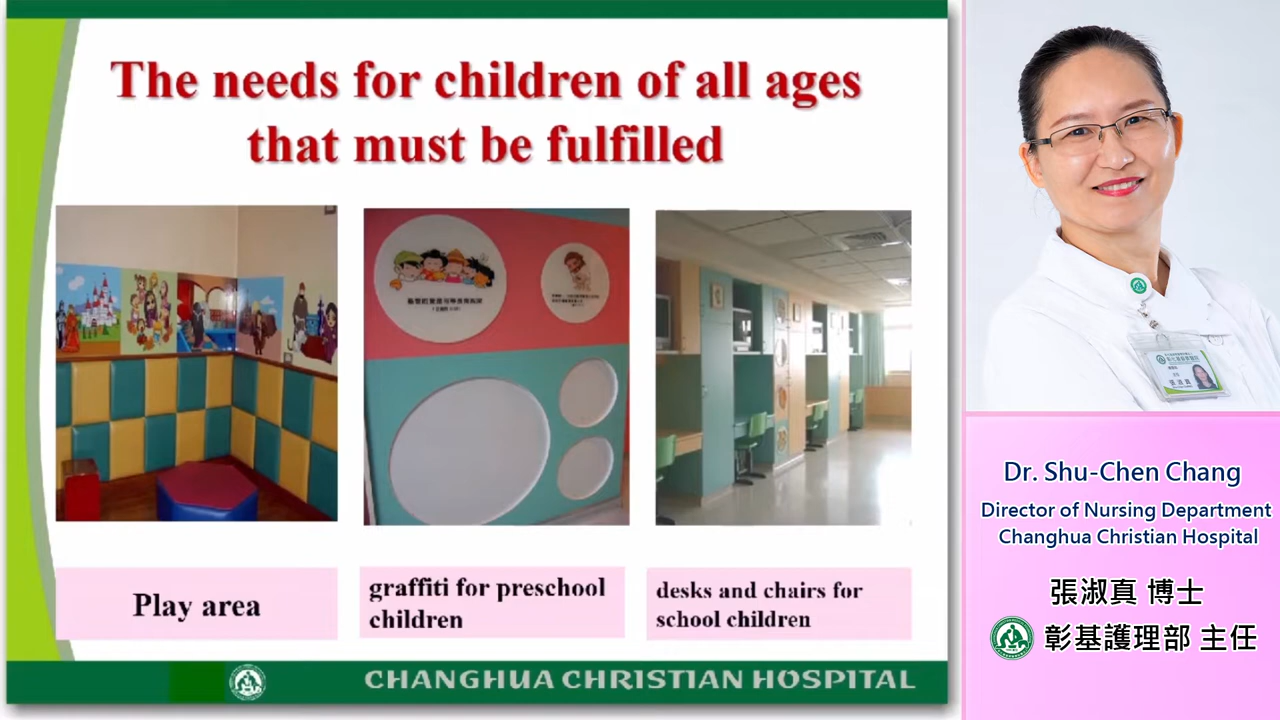 The needs for children of all ages
that must be fulfilled
Play area
graffiti for preschool
children
desks and chairs for
school children
CHANGHUA CHRISTIAN HOSPITAL
Dr. Shu-Chen Chang
Director of Nursing Department
Changhua Christian Hospital
張淑真 博士
彰基護理部 主任